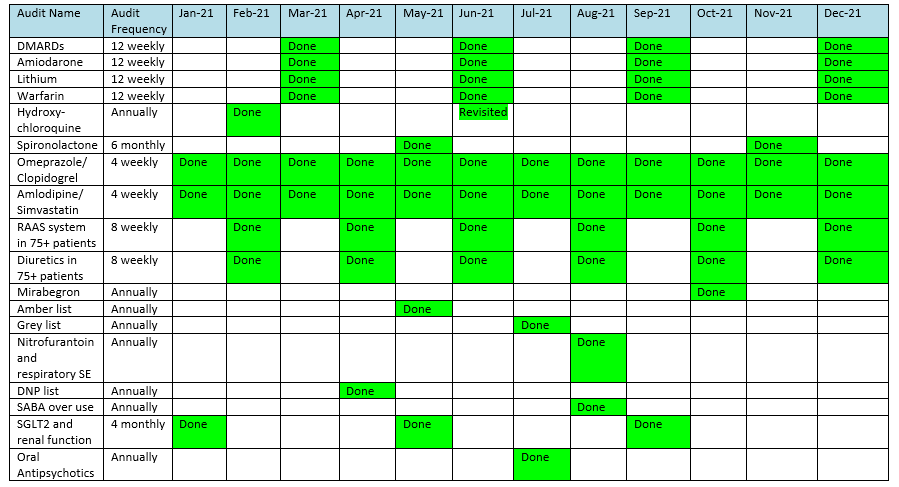 Audit Name Audit Frequency Jan-21 Feb-21 Mar-21 Apr-21 May-21 Jun-21 Jul-21 Aug-21 Sep-21 Oct-21 Nov-21 Dec-21
DMARDs 12 weekly Done Done Done Done
Amiodarone 12 weekly Done Done Done Done
Lithium 12 weekly Done Done Done Done
Warfarin 12 weekly Done Done Done Done
Hydroxy- Annually Done Revisited
chloroquine
Spironolactone 6 monthly Done Done
Omeprazole/ 4 weekly Done Done Done Done Done Done Done Done Done Done Done Done
Clopidogrel
Amlodipine/ 4 weekly Done Done Done Done Done Done Done Done Done Done Done Done
Simvastatin
RAAS system 8 weekly Done Done Done Done Done Done
in 75+ patients
Diuretics in 8 weekly Done Done Done Done Done Done
75+ patients
Mirabegron Annually Done
Amber list Annually Done
Grey list Annually Done
Nitrofurantoin Annually Done
and
respiratory SE
DNP list Annually Done
SABA over use Annually Done
SGLT2 and 4 monthly Done Done Done
renal function
Oral Annually Done
Antipsychotics